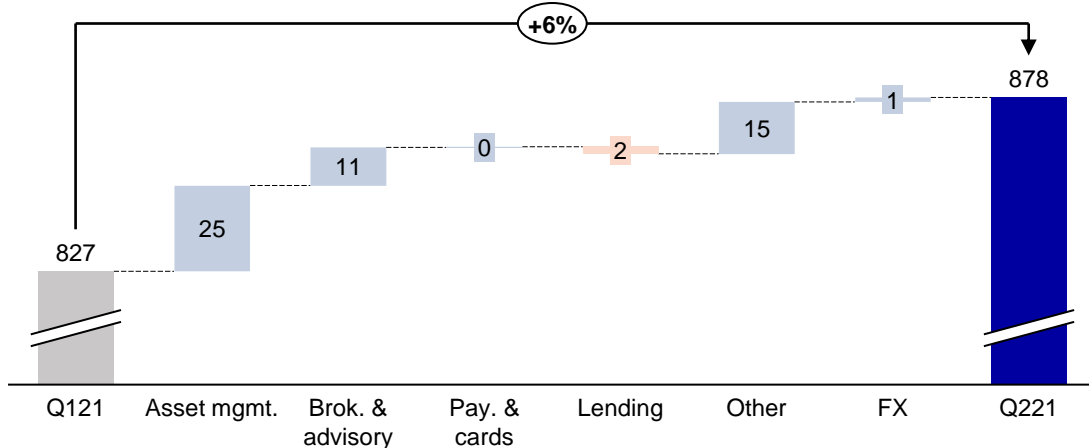 +6%
878
1
15
0
2
11
25
827
Q121
Asset mgmt.
Brok. &
advisory
Pay. &
cards
Lending
Other
FX
Q221